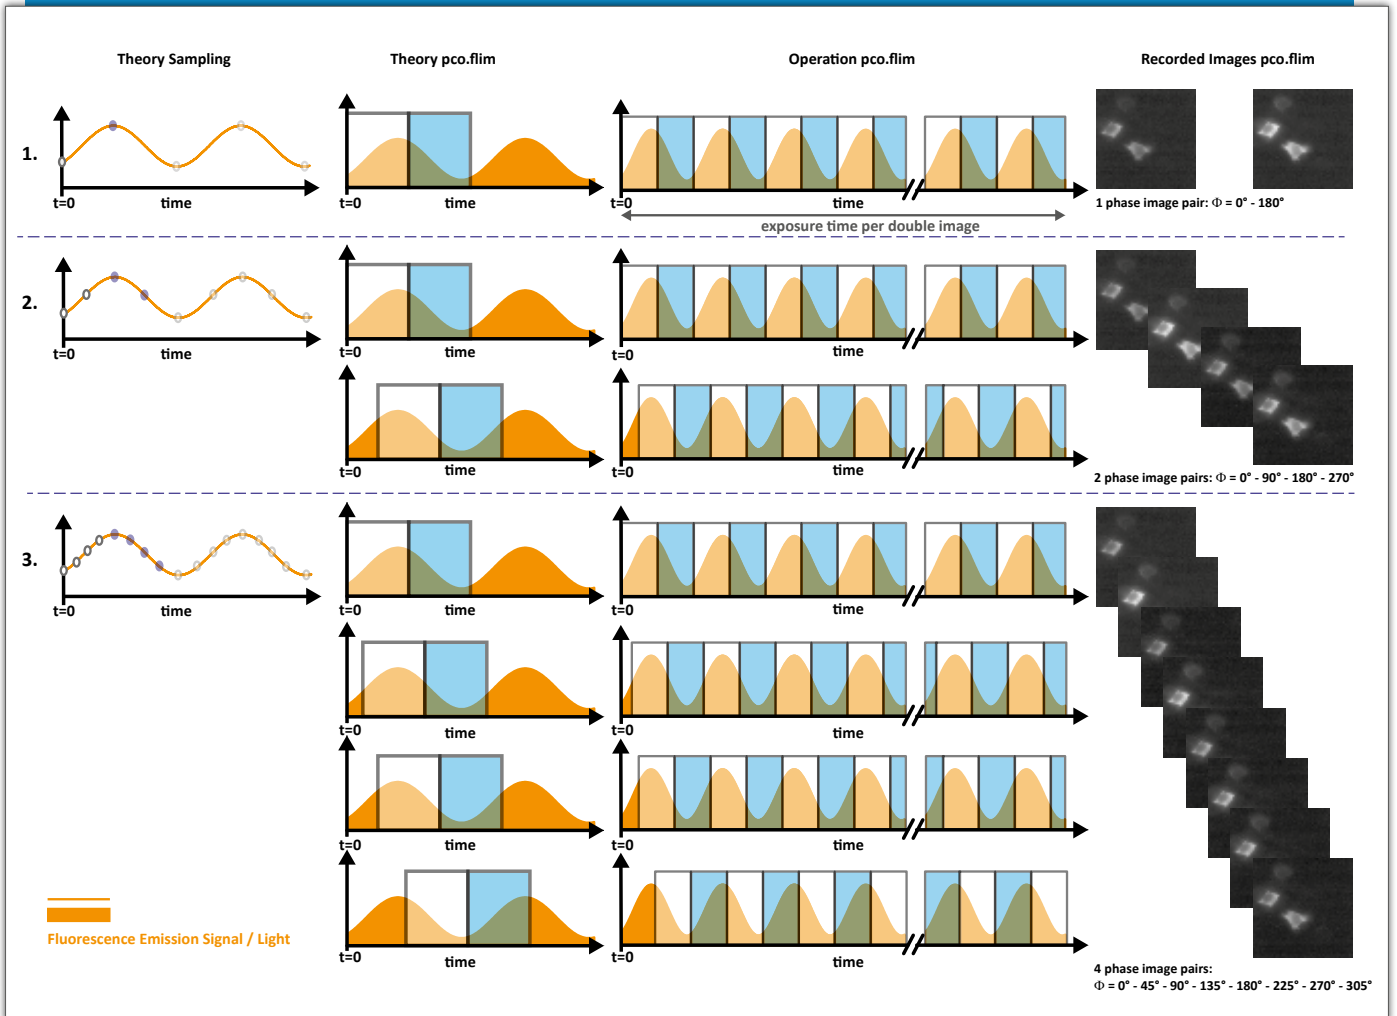 Theory Sampling
Theory pco.flim
Operation pco.flim
Recorded Images pco.flim
1.
t=0
time
t=0
time
t=0
time
exposure time per double image
1 phase image pair: Φ = 0° - 180°
2.
t=0
time
t=0
time
t=0
time
t=0
time
t=0
time
2 phase image pairs: Φ = 0° - 90° - 180° - 270°
3.
t=0
time
t=0
time
t=0
time
t=0
time
t=0
time
t=0
time
t=0
time
t=0
time
t=0
time
Fluorescence Emission Signal / Light
4 phase image pairs:
Φ = 0° - 45° - 90° - 135° - 180° - 225° - 270° - 305°